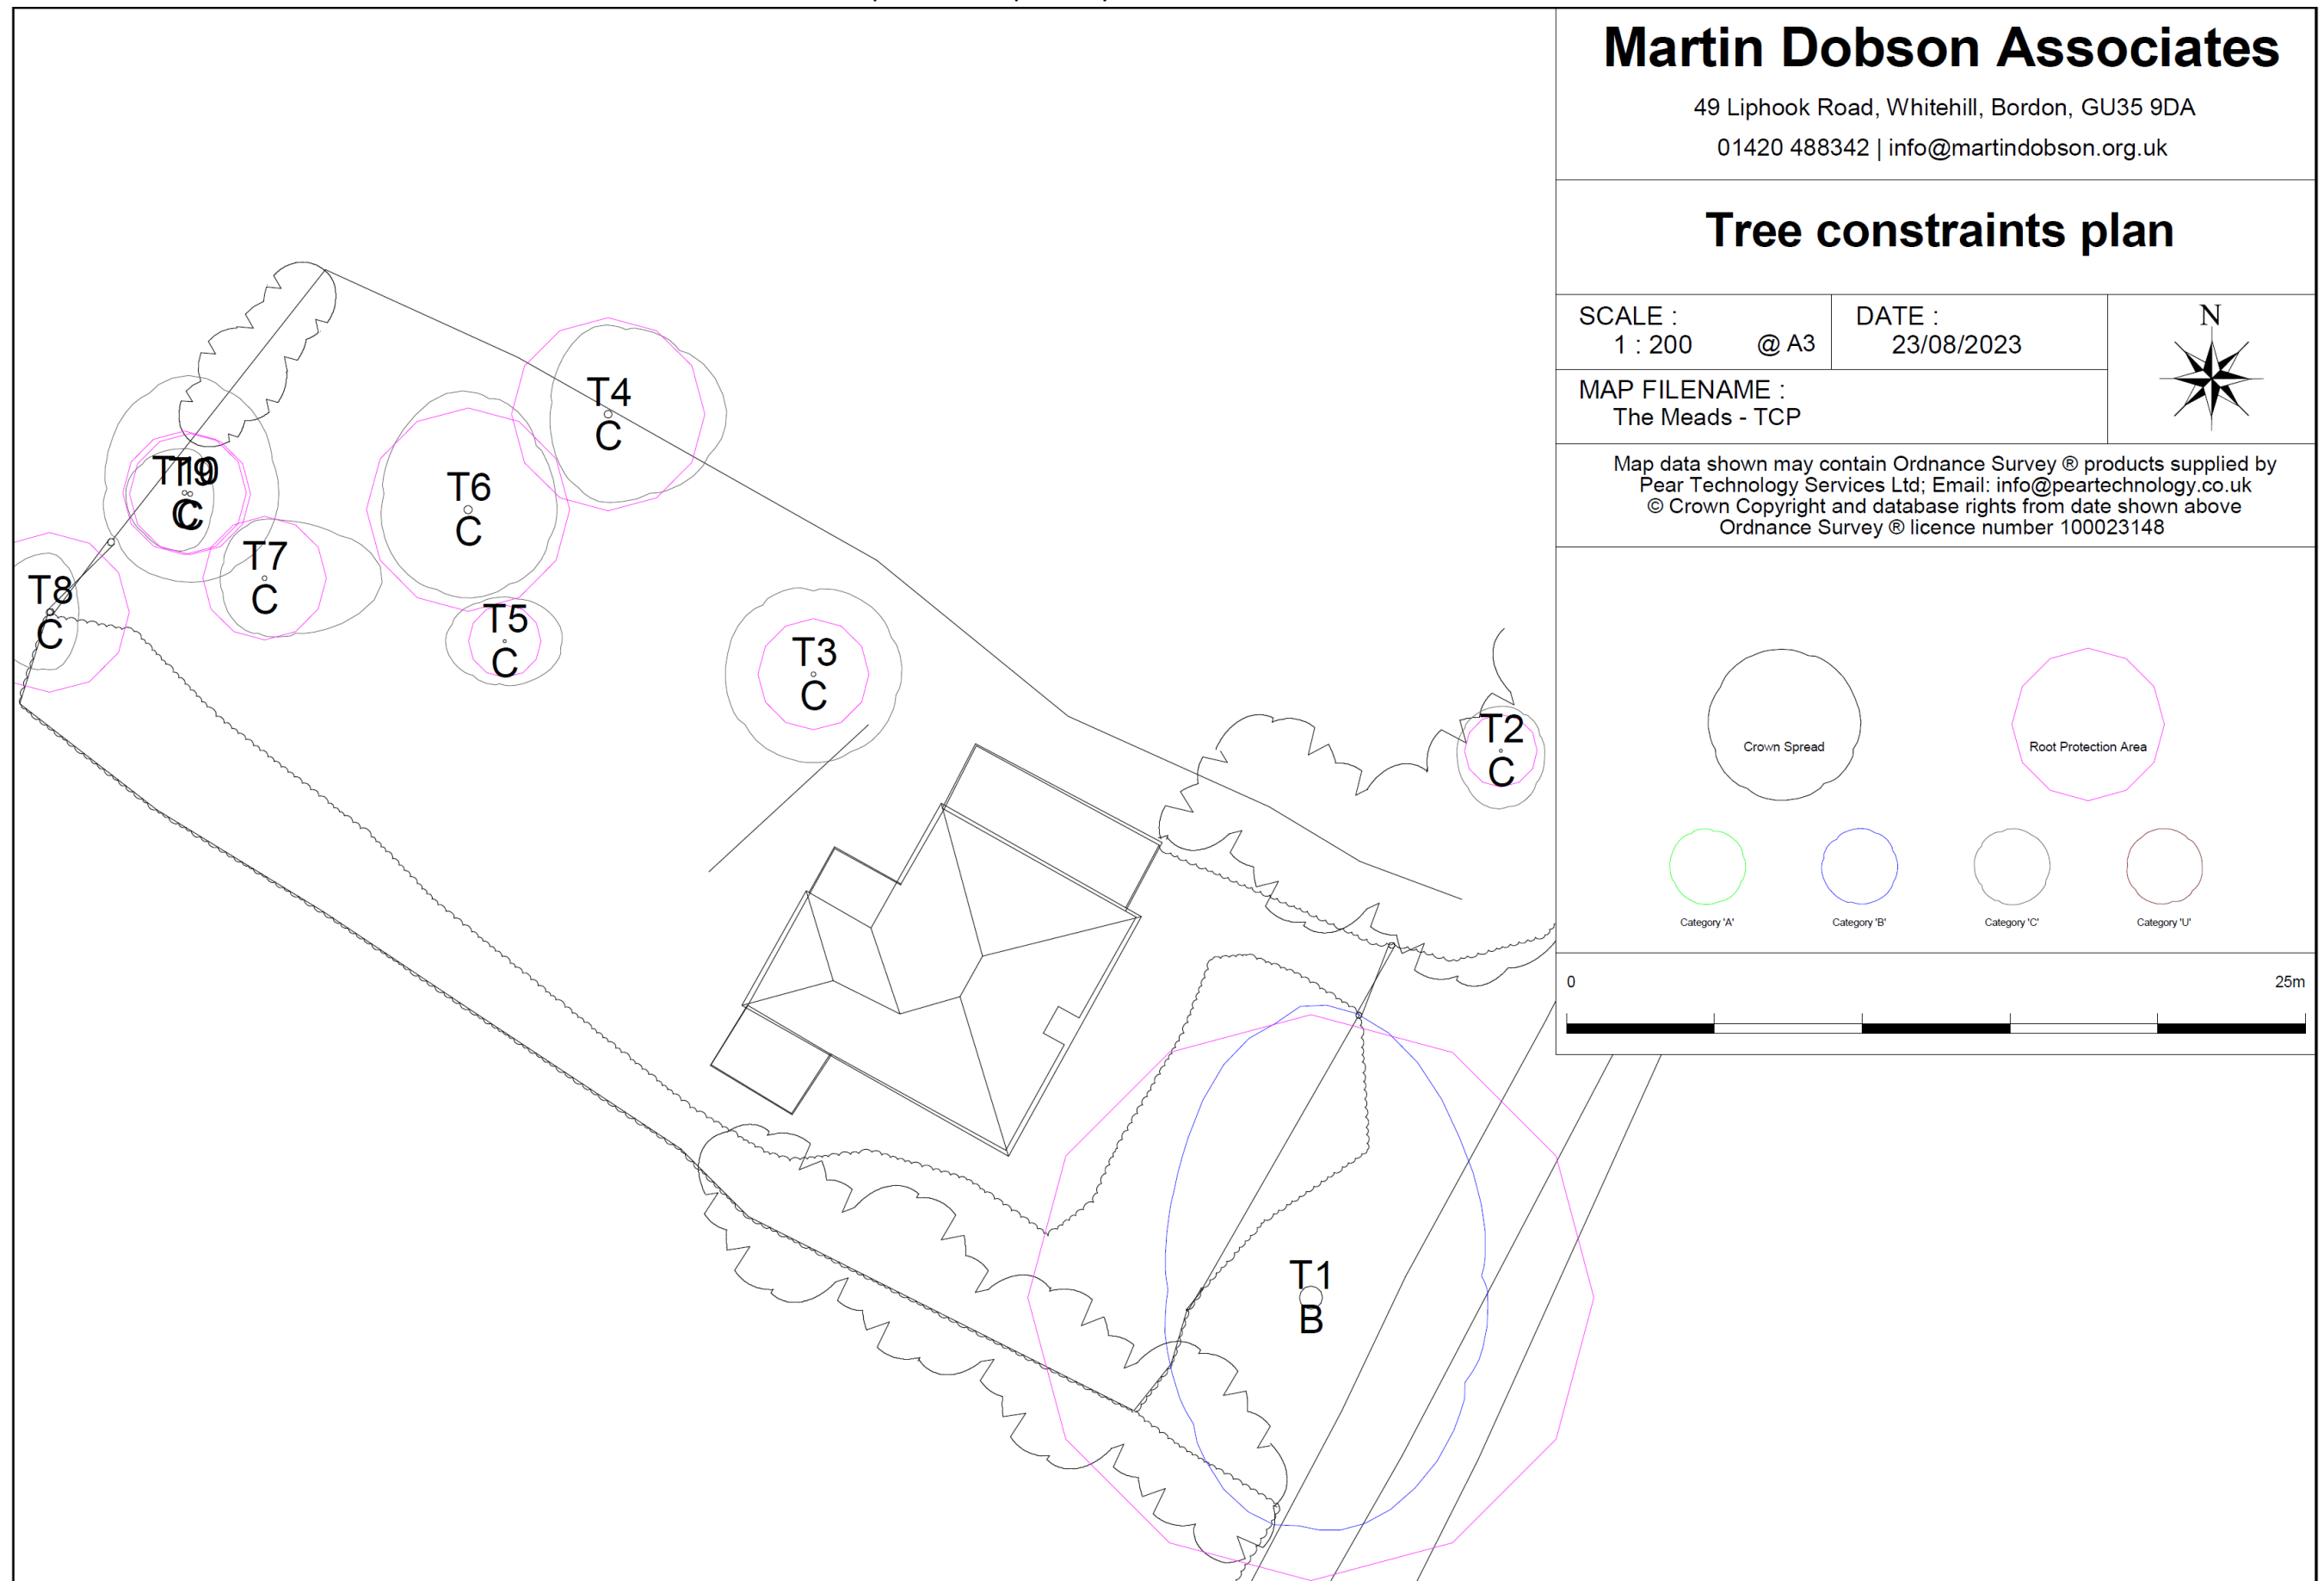 Martin Dobson Associates
49 Liphook Road, Whitehill, Bordon, GU35 9DA
01420 488342 | info@martindobson.org.uk
Tree constraints plan
SCALE :
1 : 200 @ A3
DATE :
23/08/2023
N
MAP FILENAME :
The Meads - TCP
Map data shown may contain Ordnance Survey ® products supplied by
Pear Technology Services Ltd; Email: info@peartechnology.co.uk
© Crown Copyright and database rights from date shown above
Ordnance Survey ® licence number 100023148
Crown Spread
Root Protection Area
Category 'A'
Category 'B'
Category 'C'
Category 'U'
0
25m
T4
C
T6
C
T10
C
T9
C
T7
C
T8
C
T5
C
T3
C
T2
C
T1
B